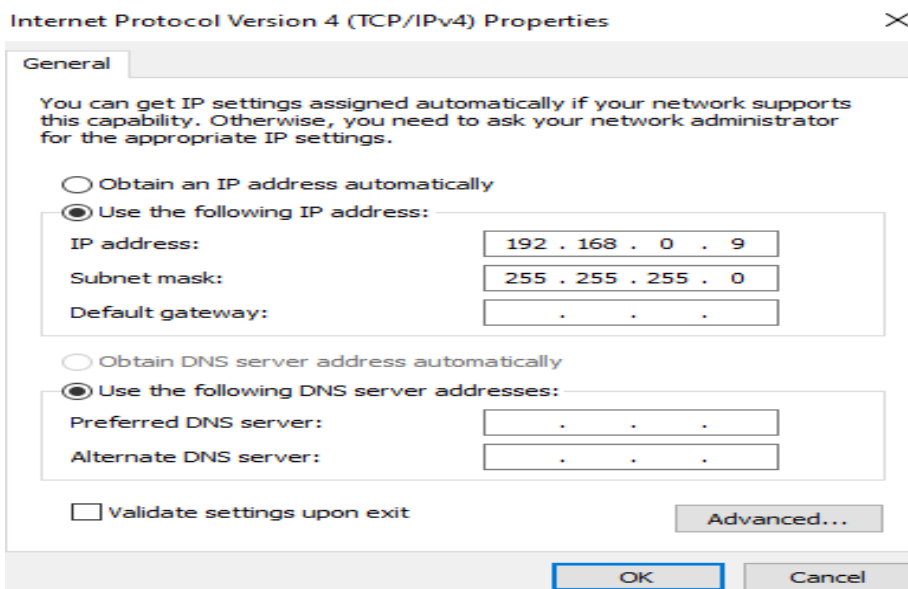 Internet Protocol Version 4 (TCP/IPv4) Properties
General
You can get IP settings assigned automatically if your network supports
this capability. Otherwise, you need to ask your network administrator
for the appropriate IP settings.
Obtain an IP address automatically
Use the following IP address:
IP address: 192 . 168 . 0 . 9
Subnet mask: 255 . 255 . 255 . 0
Default gateway: . . .
Obtain DNS server address automatically
Use the following DNS server addresses:
Preferred DNS server: . . .
Alternate DNS server: . . .
Validate settings upon exit
Advanced...
OK Cancel